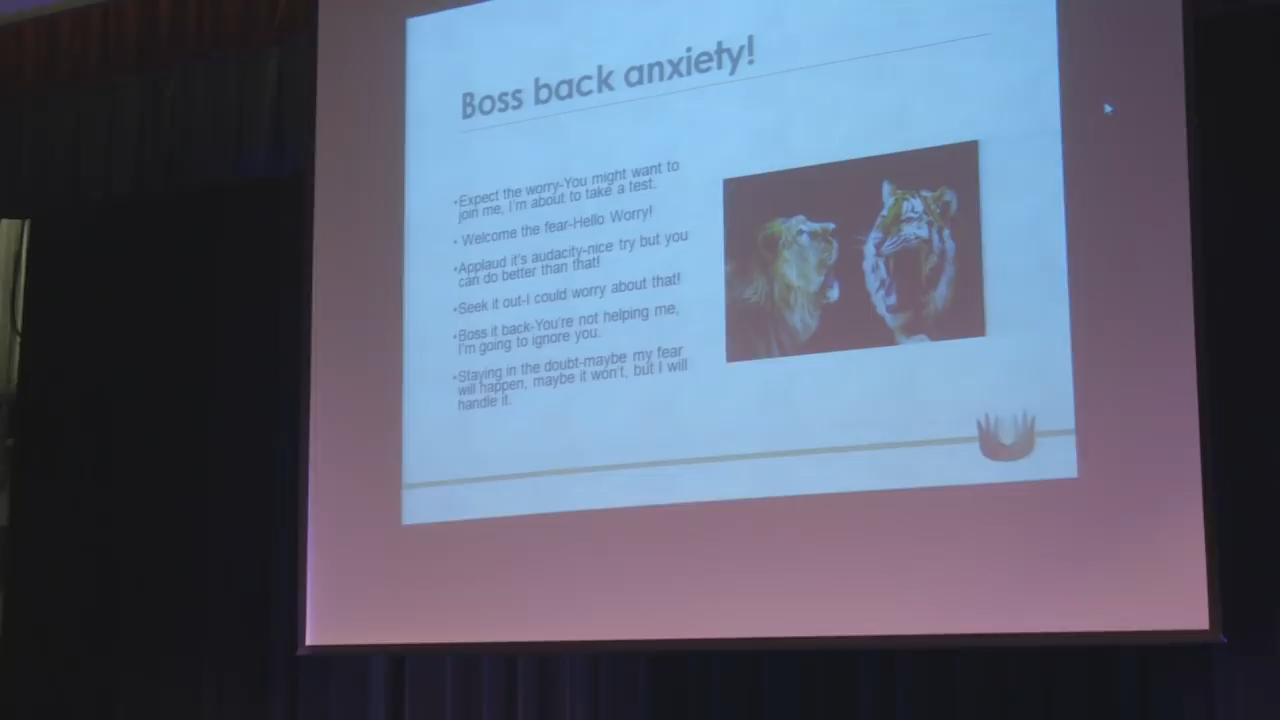 Boss back anxiety!
•Expect the worry-You might want to
join me, I'm about to take a test.
• Welcome the fear-Hello Worry!
•Applaud it's audacity-nice try but you
can do better than that!
•Seek it out-I could worry about that!
•Boss it back-You're not helping me,
I'm going to ignore you.
•Staying in the doubt-maybe my fear
will happen, maybe it won't, but I will
handle it.